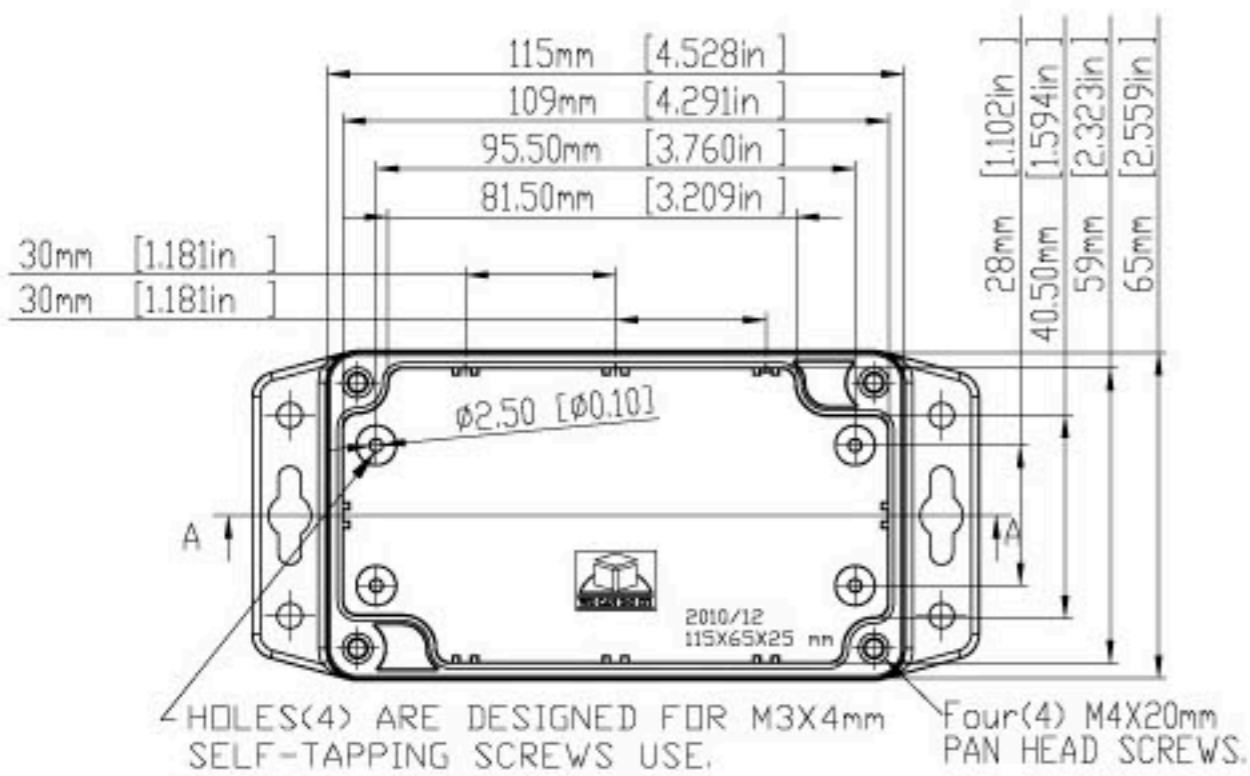 115mm [4.528in ]
109mm [4.291in ]
95.50mm [3.760in ]
81.50mm [3.209in ]
30mm [1.181in ]
30mm [1.181in ]
28mm [1.102in ]
40.50mm [1.594in ]
59mm [2.323in ]
65mm [2.559in ]
ø2.50 [ø0.10]
A A
2010/12
115X65X25 mm
HOLES(4) ARE DESIGNED FOR M3X4mm
SELF-TAPPING SCREWS USE.
Four(4) M4X20mm
PAN HEAD SCREWS.